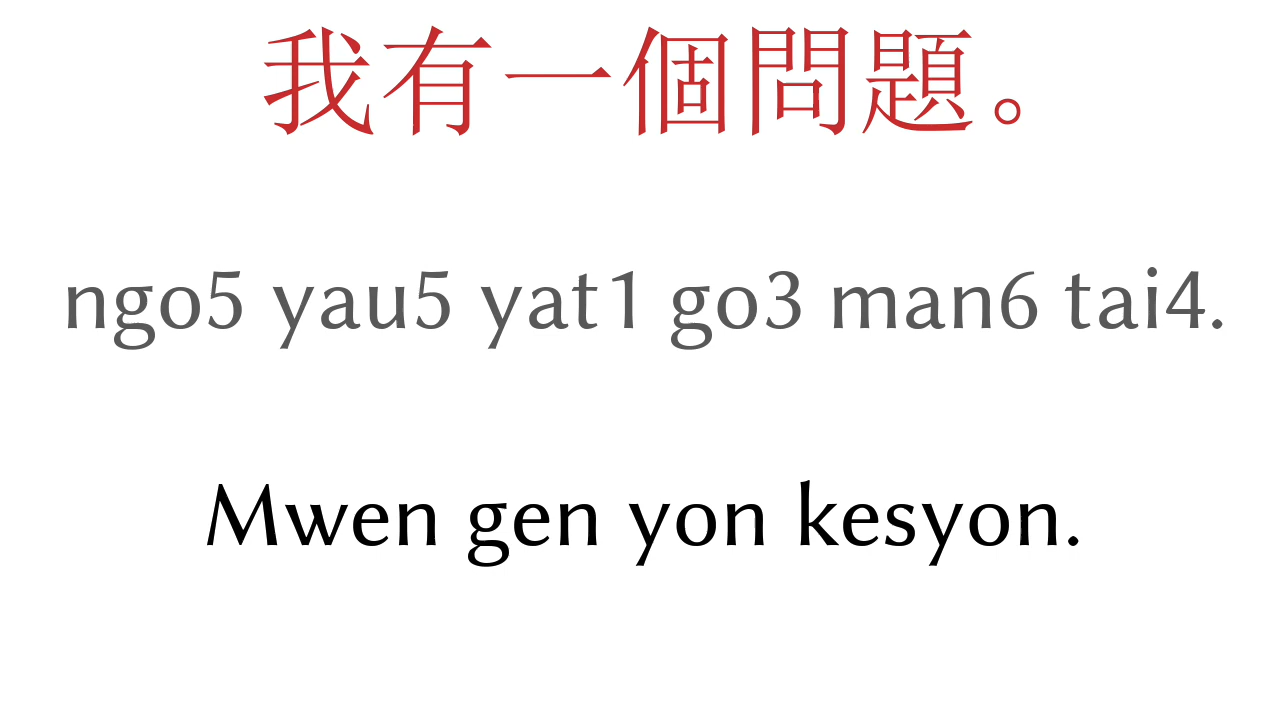 我有一個問題。
ngo5 yau5 yat1 go3 man6 tai4.
Mwen gen yon kesyon.